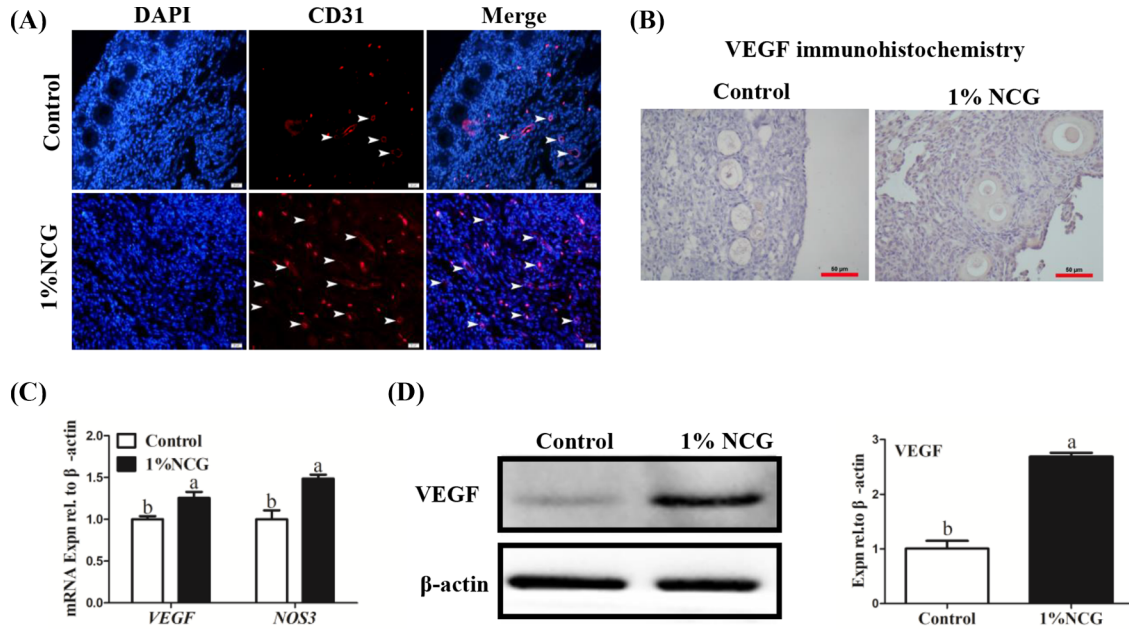 (A)
DAPI
CD31
Merge
Control
1%NCG
(B)
VEGF immunohistochemistry
Control
1% NCG
50 μm
50 μm
(C)
mRNA Expn rel. to β -actin
2.0
1.5
1.0
0.5
0.0
Control
1%NCG
b
a
b
a
VEGF
NOS3
(D)
Control
1% NCG
VEGF
β-actin
Expn rel.to β -actin
3
2
1
0
VEGF
b
a
Control
1%NCG